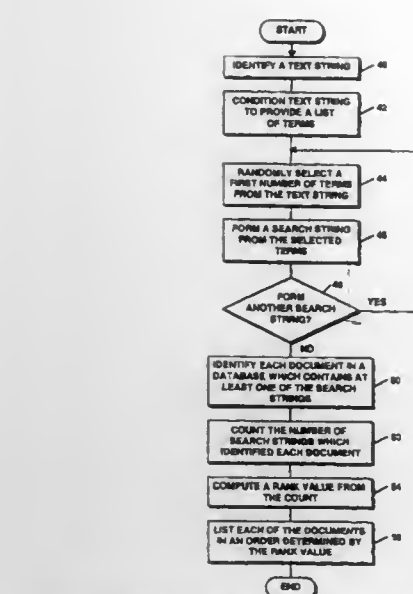 START
IDENTIFY A TEXT STRING
40
CONDITION TEXT STRING
TO PROVIDE A LIST
OF TERMS
42
RANDOMLY SELECT A
FIRST NUMBER OF TERMS
FROM THE TEXT STRING
44
FORM A SEARCH STRING
FROM THE SELECTED
TERMS
46
FORM
ANOTHER SEARCH
STRING?
48
YES
NO
IDENTIFY EACH DOCUMENT IN A
DATABASE WHICH CONTAINS AT
LEAST ONE OF THE SEARCH
STRINGS
50
COUNT THE NUMBER OF
SEARCH STRINGS WHICH
IDENTIFIED EACH DOCUMENT
COMPUTE A RANK VALUE FROM
THE COUNT
54
LIST EACH OF THE DOCUMENTS
IN AN ORDER DETERMINED BY
THE RANK VALUE
END